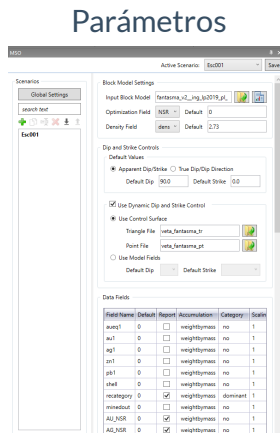 Parámetros
MSO
Active Scenario: Esc001 Save
Scenarios
Global Settings
search text
Esc001
Block Model Settings
Input Block Model fantasma_v2__ing_lp2019_pl_
Optimization Field NSR Default 0
Density Field dens Default 2.73
Dip and Strike Controls
Default Values
Apparent Dip/Strike True Dip/Dip Direction
Default Dip 90.0 Default Strike 0.0
Use Dynamic Dip and Strike Control
Use Control Surface
Triangle File veta_fantasma_tr
Point File veta_fantasma_pt
Use Model Fields
Default Dip Default Strike
Data Fields
Field Name Default Report Accumulation Category Scalin
aueq1 0 weightbymass no 1
au1 0 weightbymass no 1
ag1 0 weightbymass no 1
zn1 0 weightbymass no 1
pb1 0 weightbymass no 1
shell 0 weightbymass no 1
recategory 0 weightbymass dominant 1
minedout 0 weightbymass no 1
AU_NSR 0 weightbymass no 1
AG_NSR 0 weightbymass no 1